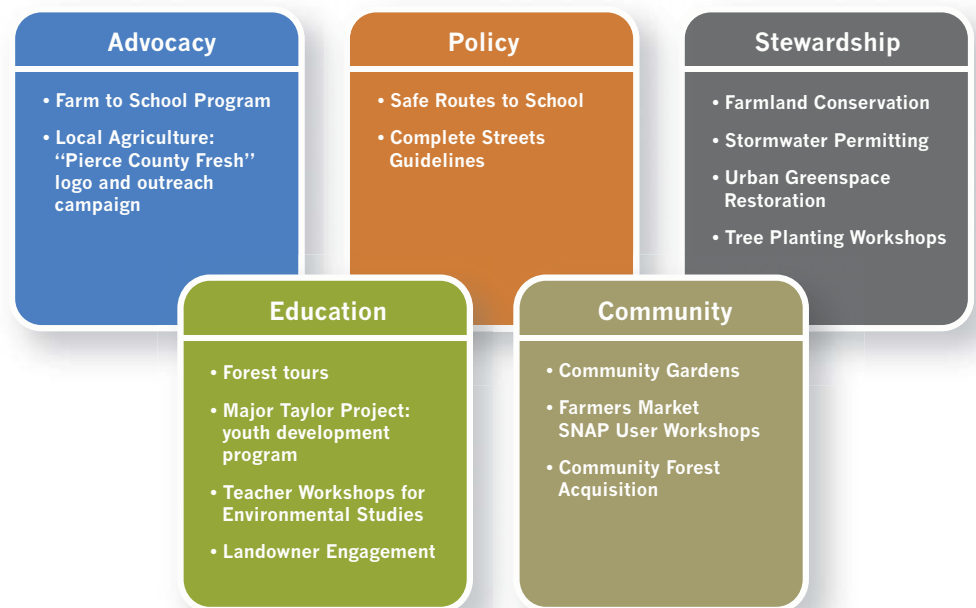 Advocacy
• Farm to School Program
• Local Agriculture:
“Pierce County Fresh”
logo and outreach
campaign
Policy
• Safe Routes to School
• Complete Streets
Guidelines
Stewardship
• Farmland Conservation
• Stormwater Permitting
• Urban Greenspace
Restoration
• Tree Planting Workshops
Education
• Forest tours
• Major Taylor Project:
youth development
program
• Teacher Workshops for
Environmental Studies
• Landowner Engagement
Community
• Community Gardens
• Farmers Market
SNAP User Workshops
• Community Forest
Acquisition